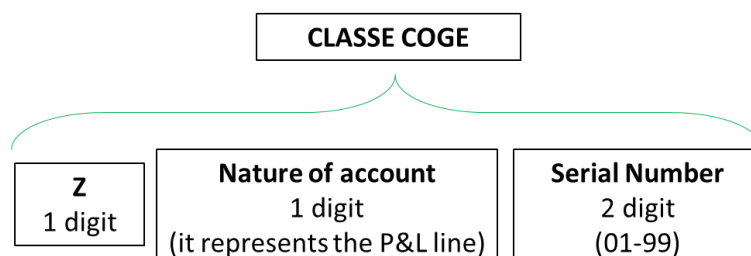 CLASSE COGE
Z
1 digit
Nature of account
1 digit
(it represents the P&L line)
Serial Number
2 digit
(01-99)